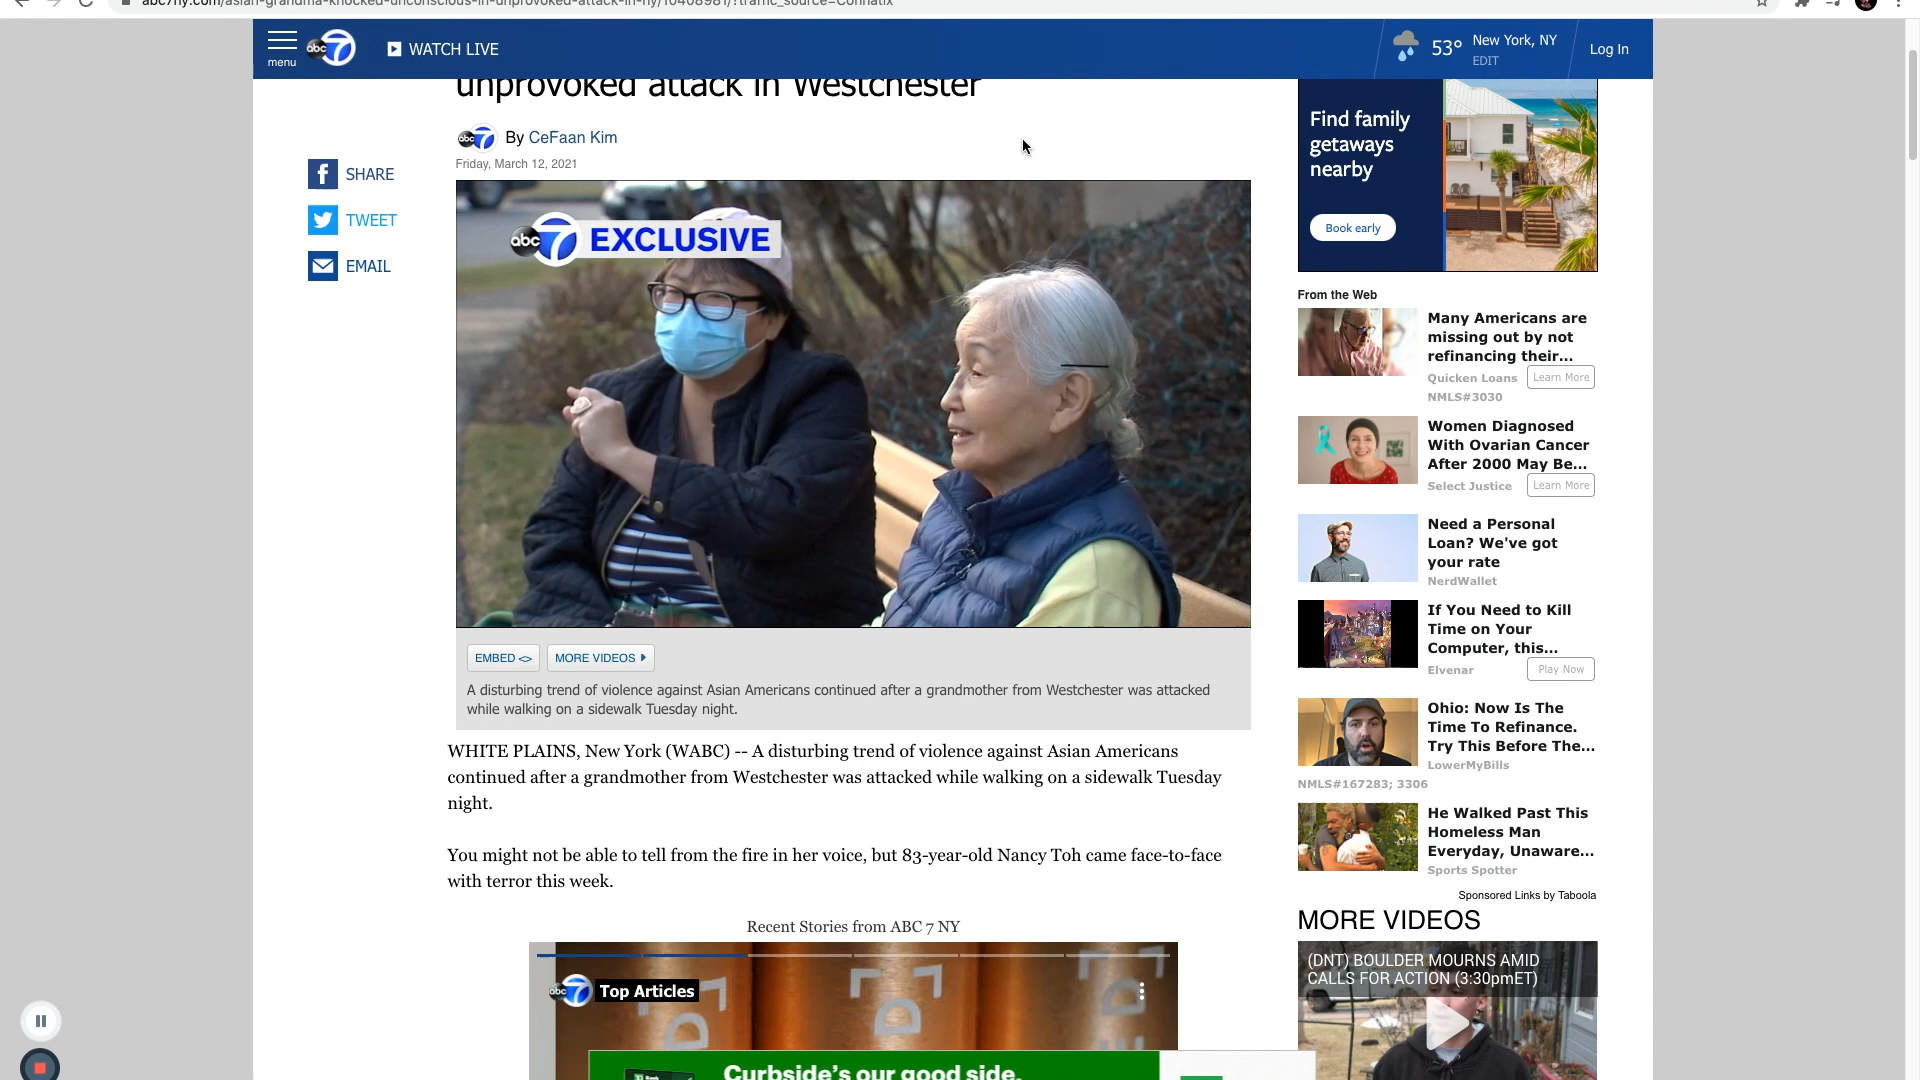 abc7ny.com/asian-grandma-knocked-unconscious-in-unprovoked-attack-in-ny/10408981/?traffic_source=Connatix
menu
abc 7
WATCH LIVE
53°
New York, NY
EDIT
Log In
unprovoked attack in Westchester
abc 7
By CeFaan Kim
Friday, March 12, 2021
SHARE
TWEET
EMAIL
abc 7 EXCLUSIVE
EMBED <>
MORE VIDEOS
A disturbing trend of violence against Asian Americans continued after a grandmother from Westchester was attacked
while walking on a sidewalk Tuesday night.
WHITE PLAINS, New York (WABC) -- A disturbing trend of violence against Asian Americans
continued after a grandmother from Westchester was attacked while walking on a sidewalk Tuesday
night.
You might not be able to tell from the fire in her voice, but 83-year-old Nancy Toh came face-to-face
with terror this week.
Recent Stories from ABC 7 NY
abc 7 Top Articles
Curbside's our good side.
Find family
getaways
nearby
Book early
From the Web
Many Americans are
missing out by not
refinancing their...
Quicken Loans
Learn More
NMLS#3030
Women Diagnosed
With Ovarian Cancer
After 2000 May Be...
Select Justice
Learn More
Need a Personal
Loan? We've got
your rate
NerdWallet
If You Need to Kill
Time on Your
Computer, this...
Elvenar
Play Now
Ohio: Now Is The
Time To Refinance.
Try This Before The...
LowerMyBills
NMLS#167283; 3306
He Walked Past This
Homeless Man
Everyday, Unaware...
Sports Spotter
Sponsored Links by Taboola
MORE VIDEOS
(DNT) BOULDER MOURNS AMID
CALLS FOR ACTION (3:30pmET)